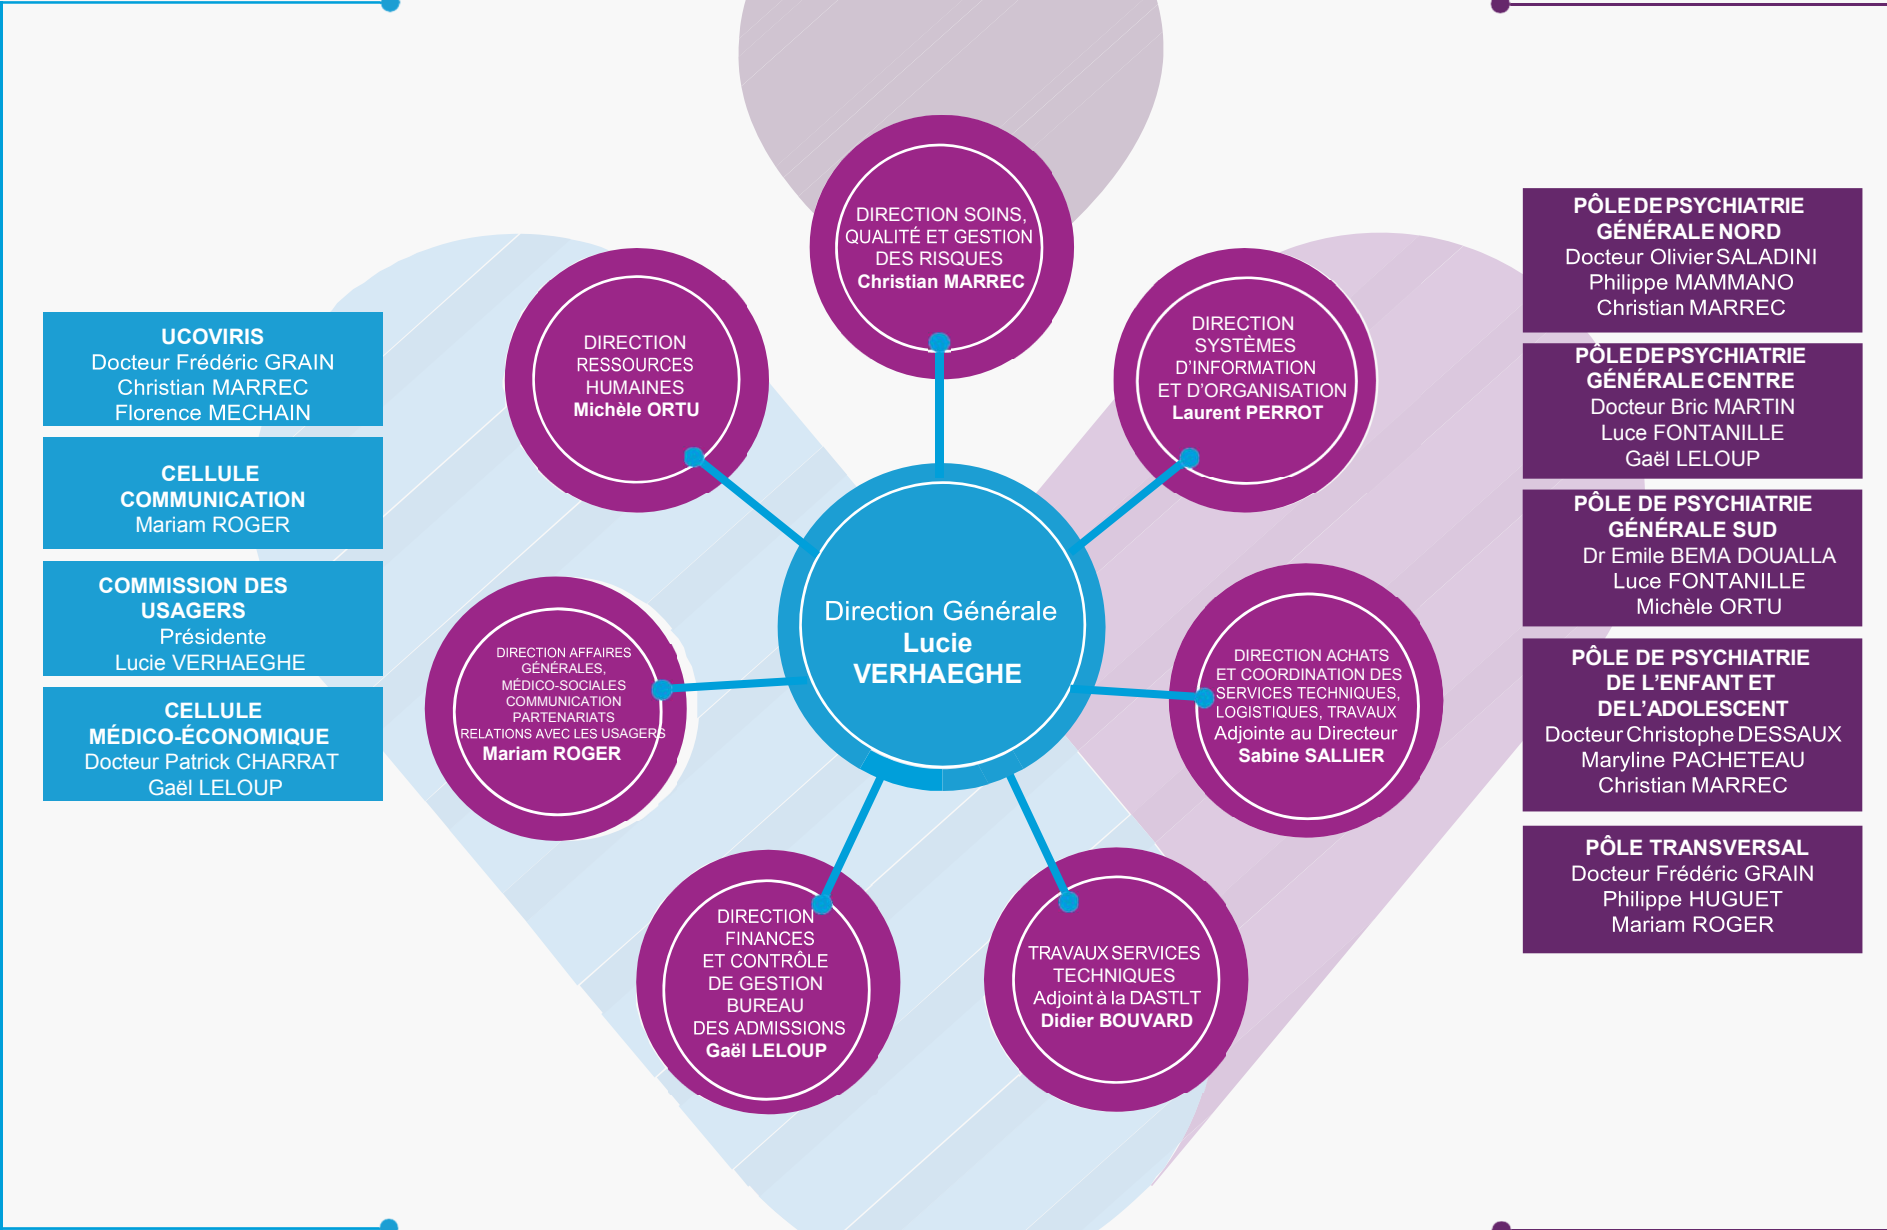 UCOVIRIS
Docteur Frédéric GRAIN
Christian MARREC
Florence MECHAIN
CELLULE
COMMUNICATION
Mariam ROGER
COMMISSION DES
USAGERS
Présidente
Lucie VERHAEGHE
CELLULE
MÉDICO-ÉCONOMIQUE
Docteur Patrick CHARRAT
Gaël LELOUP
DIRECTION SOINS,
QUALITÉ ET GESTION
DES RISQUES
Christian MARREC
DIRECTION
RESSOURCES
HUMAINES
Michèle ORTU
DIRECTION
SYSTÈMES
D'INFORMATION
ET D'ORGANISATION
Laurent PERROT
Direction Générale
Lucie
VERHAEGHE
DIRECTION AFFAIRES
GÉNÉRALES,
MÉDICO-SOCIALES
COMMUNICATION
PARTENARIATS
RELATIONS AVEC LES USAGERS
Mariam ROGER
DIRECTION ACHATS
ET COORDINATION DES
SERVICES TECHNIQUES,
LOGISTIQUES, TRAVAUX
Adjointe au Directeur
Sabine SALLIER
DIRECTION
FINANCES
ET CONTRÔLE
DE GESTION
BUREAU
DES ADMISSIONS
Gaël LELOUP
TRAVAUX SERVICES
TECHNIQUES
Adjoint à la DASTLT
Didier BOUVARD
PÔLE DE PSYCHIATRIE
GÉNÉRALE NORD
Docteur Olivier SALADINI
Philippe MAMMANO
Christian MARREC
PÔLE DE PSYCHIATRIE
GÉNÉRALE CENTRE
Docteur Bric MARTIN
Luce FONTANILLE
Gaël LELOUP
PÔLE DE PSYCHIATRIE
GÉNÉRALE SUD
Dr Emile BEMA DOUALLA
Luce FONTANILLE
Michèle ORTU
PÔLE DE PSYCHIATRIE
DE L'ENFANT ET
DE L'ADOLESCENT
Docteur Christophe DESSAUX
Maryline PACHETEAU
Christian MARREC
PÔLE TRANSVERSAL
Docteur Frédéric GRAIN
Philippe HUGUET
Mariam ROGER